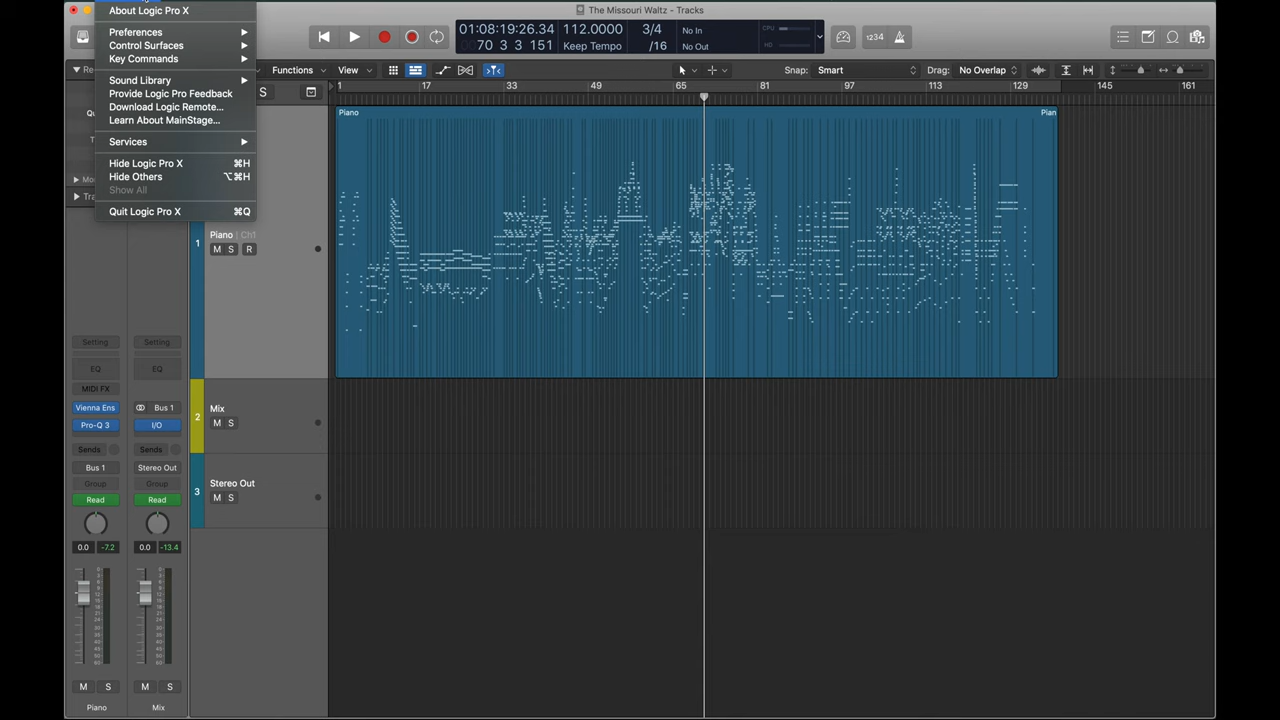 The Missouri Waltz - Tracks
About Logic Pro X
Preferences
Control Surfaces
Key Commands
Sound Library
Provide Logic Pro Feedback
Download Logic Remote...
Learn About MainStage...
Services
Hide Logic Pro X ⌘H
Hide Others ⌥⌘H
Show All
Quit Logic Pro X ⌘Q
01:08:19:26.34 112.0000 3/4 No In
70 3 3 151 Keep Tempo /16 No Out
CPU
HD
1234
Functions View Snap: Smart Drag: No Overlap
S
1 17 33 49 65 81 97 113 129 145 161
Piano Pian
1 Piano | Ch1
M S R
2 Mix
M S
3 Stereo Out
M S
Setting Setting
EQ EQ
MIDI FX
Vienna Ens Bus 1
Pro-Q 3 I/O
Sends Sends
Bus 1 Stereo Out
Group Group
Read Read
0.0 -7.2 0.0 -13.4
M S M S
Piano Mix